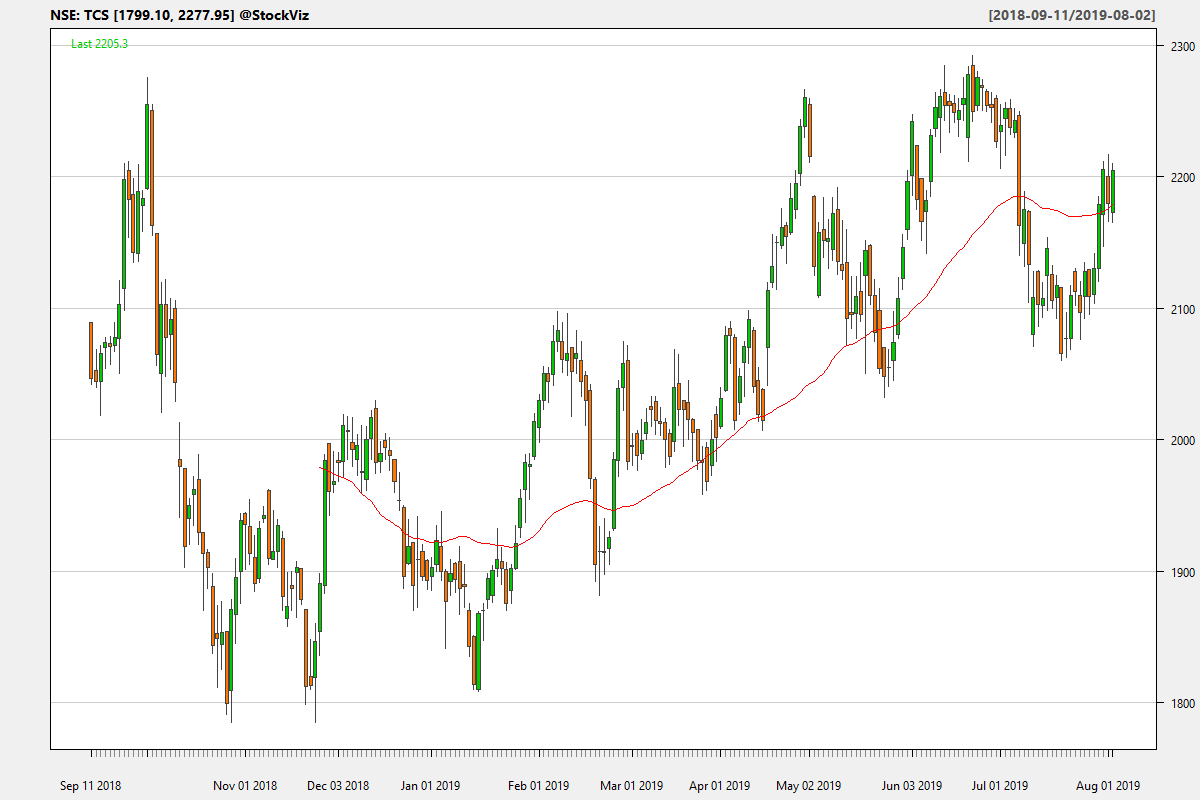 NSE: TCS [1799.10, 2277.95] @StockViz
[2018-09-11/2019-08-02]
Last 2205.3
2300
2200
2100
2000
1900
1800
Sep 11 2018 Nov 01 2018 Dec 03 2018 Jan 01 2019 Feb 01 2019 Mar 01 2019 Apr 01 2019 May 02 2019 Jun 03 2019 Jul 01 2019 Aug 01 2019